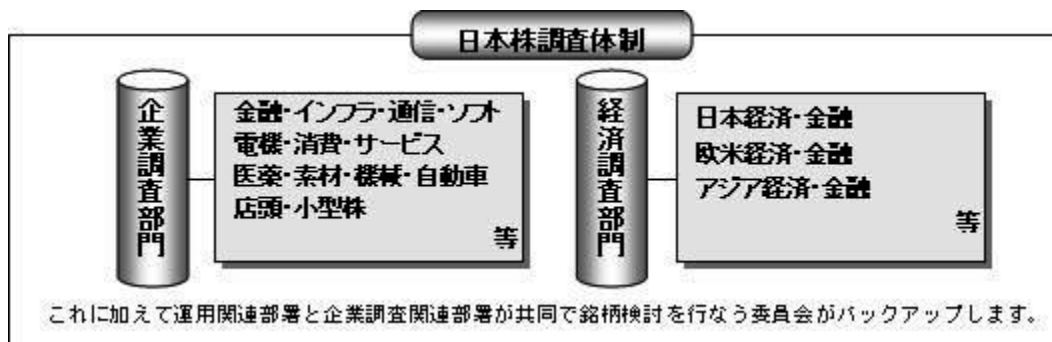 日本株調査体制
企業調査部門
金融・インフラ・通信・ソフト
電機・消費・サービス
医薬・素材・機械・自動車
店頭・小型株
等
経済調査部門
日本経済・金融
欧米経済・金融
アジア経済・金融
等
これに加えて運用関連部署と企業調査関連部署が共同で銘柄検討を行なう委員会がバックアップします。